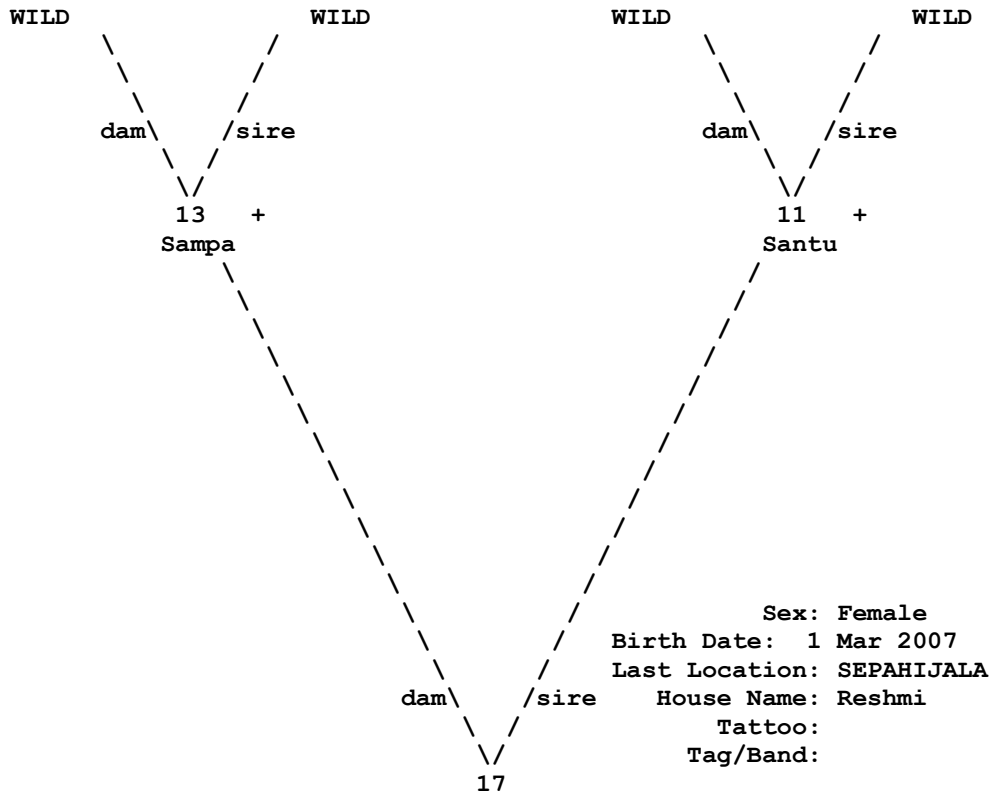 WILD WILD WILD WILD
dam sire dam sire
13 + 11 +
Sampa Santu
Sex: Female
Birth Date: 1 Mar 2007
Last Location: SEPAHIJALA
dam sire House Name: Reshmi
Tattoo:
Tag/Band:
17